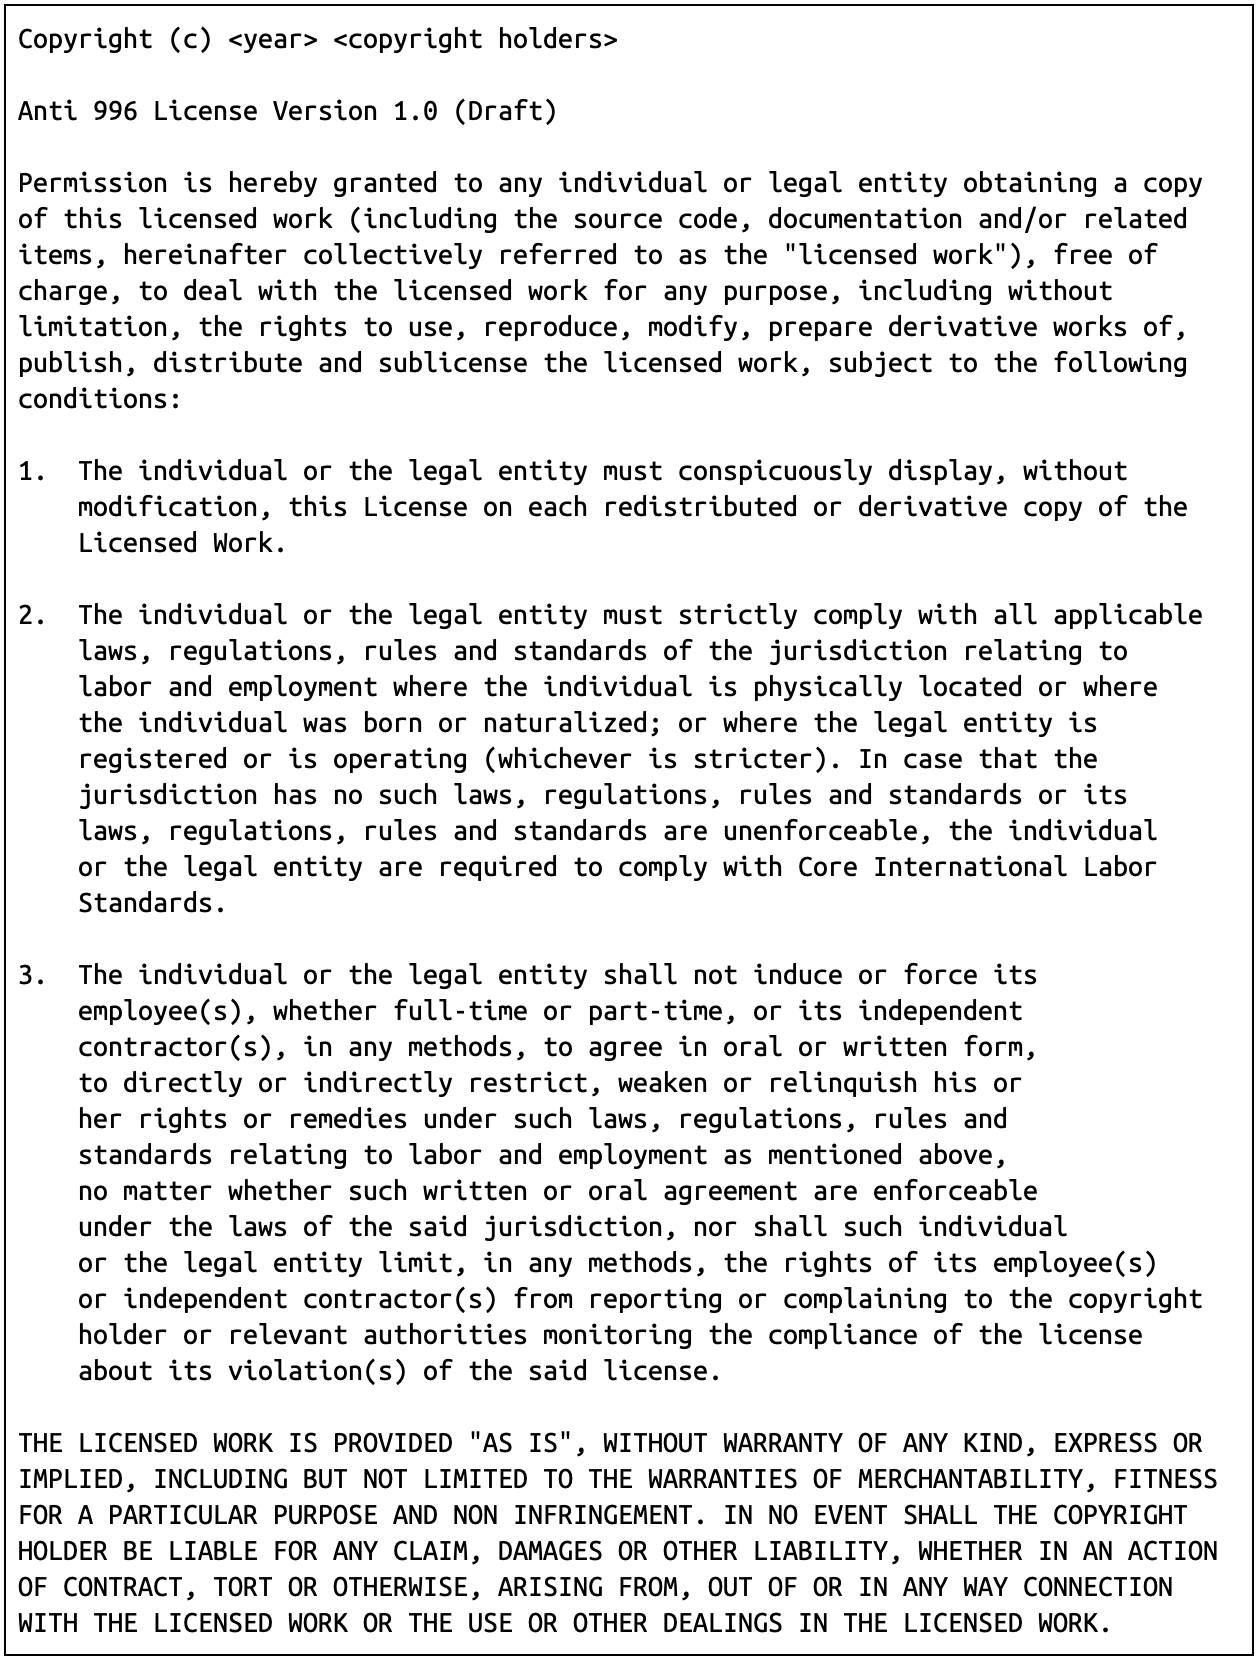 Copyright (c) <year> <copyright holders>
Anti 996 License Version 1.0 (Draft)
Permission is hereby granted to any individual or legal entity obtaining a copy
of this licensed work (including the source code, documentation and/or related
items, hereinafter collectively referred to as the "licensed work"), free of
charge, to deal with the licensed work for any purpose, including without
limitation, the rights to use, reproduce, modify, prepare derivative works of,
publish, distribute and sublicense the licensed work, subject to the following
conditions:
1.  The individual or the legal entity must conspicuously display, without
modification, this License on each redistributed or derivative copy of the
Licensed Work.
2.  The individual or the legal entity must strictly comply with all applicable
laws, regulations, rules and standards of the jurisdiction relating to
labor and employment where the individual is physically located or where
the individual was born or naturalized; or where the legal entity is
registered or is operating (whichever is stricter). In case that the
jurisdiction has no such laws, regulations, rules and standards or its
laws, regulations, rules and standards are unenforceable, the individual
or the legal entity are required to comply with Core International Labor
Standards.
3.  The individual or the legal entity shall not induce or force its
employee(s), whether full-time or part-time, or its independent
contractor(s), in any methods, to agree in oral or written form,
to directly or indirectly restrict, weaken or relinquish his or
her rights or remedies under such laws, regulations, rules and
standards relating to labor and employment as mentioned above,
no matter whether such written or oral agreement are enforceable
under the laws of the said jurisdiction, nor shall such individual
or the legal entity limit, in any methods, the rights of its employee(s)
or independent contractor(s) from reporting or complaining to the copyright
holder or relevant authorities monitoring the compliance of the license
about its violation(s) of the said license.
THE LICENSED WORK IS PROVIDED "AS IS", WITHOUT WARRANTY OF ANY KIND, EXPRESS OR
IMPLIED, INCLUDING BUT NOT LIMITED TO THE WARRANTIES OF MERCHANTABILITY, FITNESS
FOR A PARTICULAR PURPOSE AND NON INFRINGEMENT. IN NO EVENT SHALL THE COPYRIGHT
HOLDER BE LIABLE FOR ANY CLAIM, DAMAGES OR OTHER LIABILITY, WHETHER IN AN ACTION
OF CONTRACT, TORT OR OTHERWISE, ARISING FROM, OUT OF OR IN ANY WAY CONNECTION
WITH THE LICENSED WORK OR THE USE OR OTHER DEALINGS IN THE LICENSED WORK.